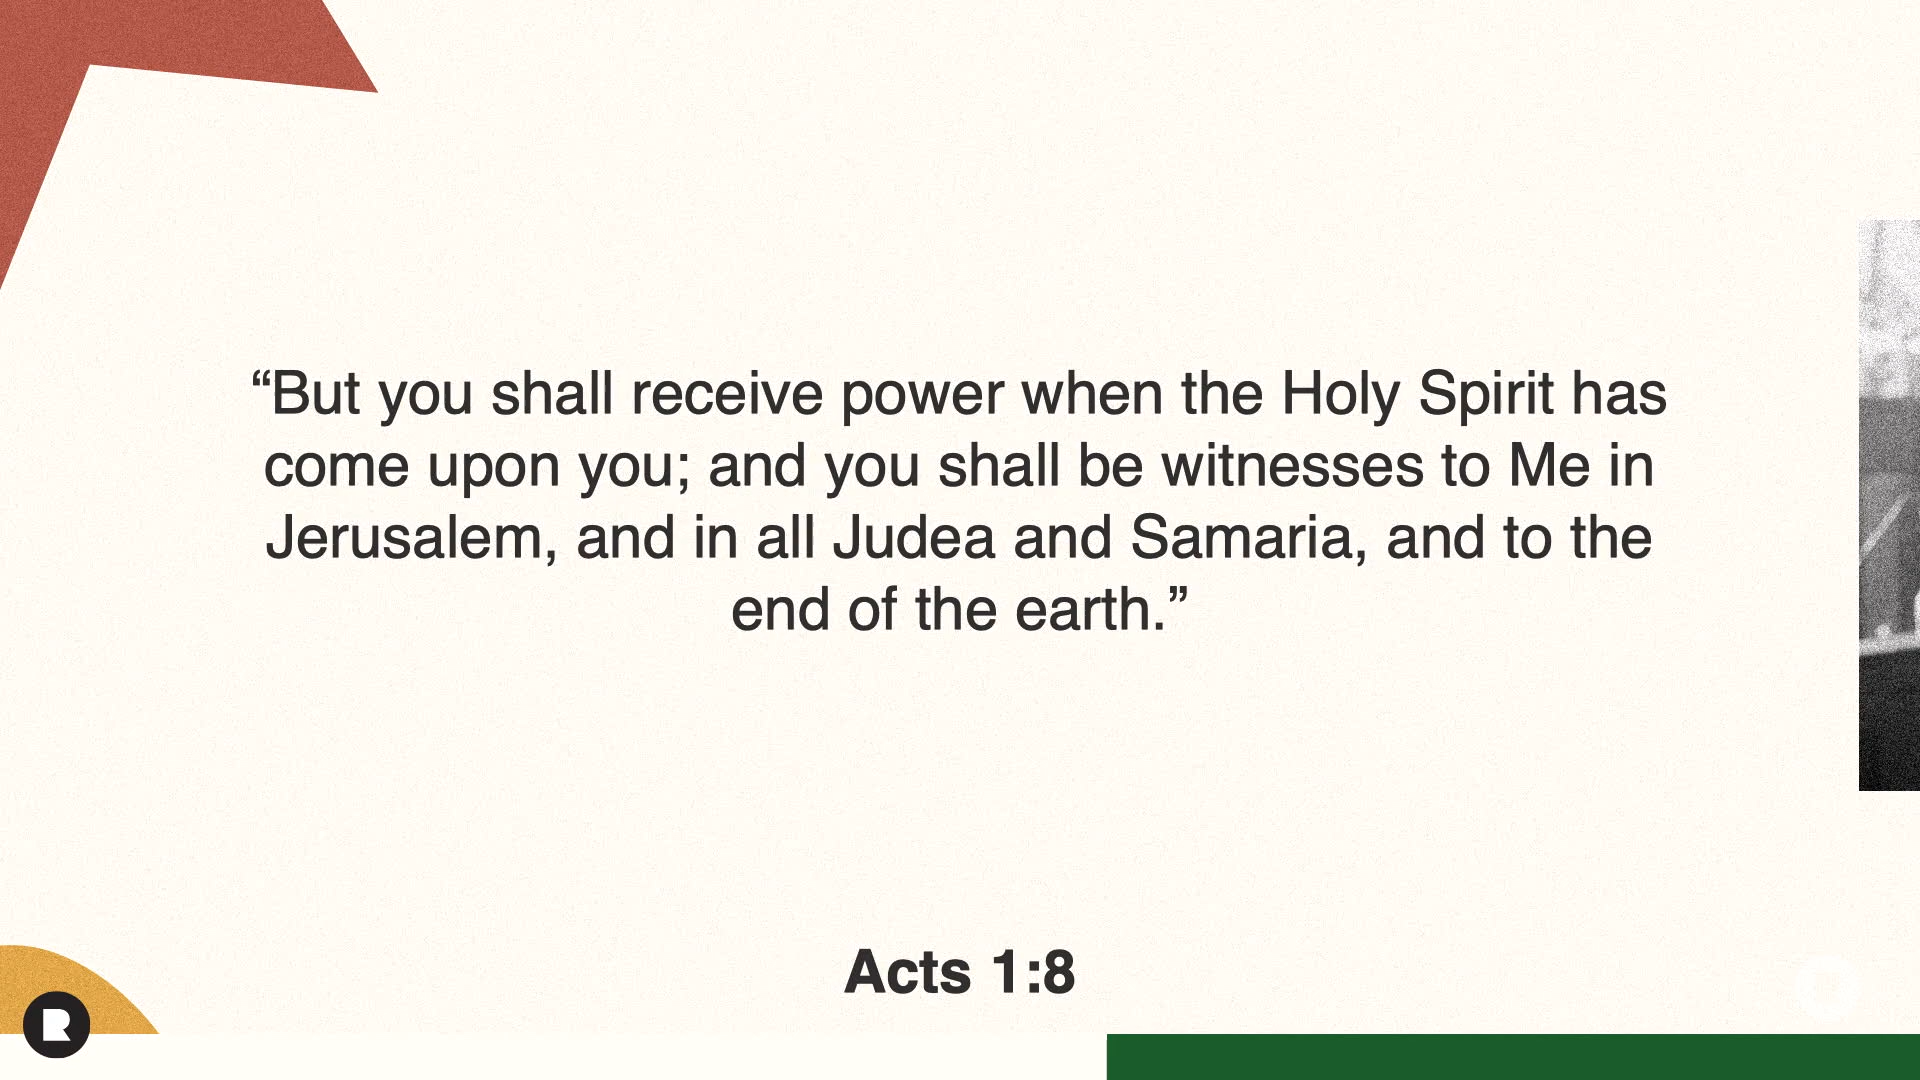 “But you shall receive power when the Holy Spirit has
come upon you; and you shall be witnesses to Me in
Jerusalem, and in all Judea and Samaria, and to the
end of the earth.”
Acts 1:8
R